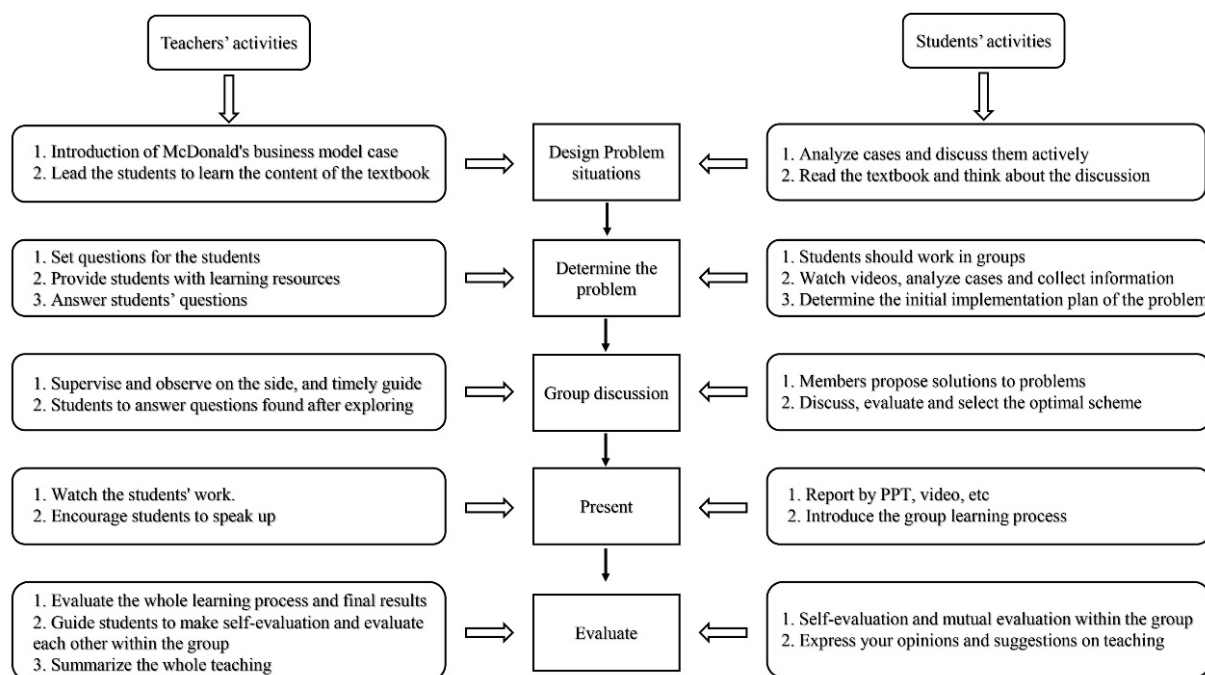 Teachers' activities
Students' activities
1. Introduction of McDonald's business model case
2. Lead the students to learn the content of the textbook
Design Problem
situations
1. Analyze cases and discuss them actively
2. Read the textbook and think about the discussion
1. Set questions for the students
2. Provide students with learning resources
3. Answer students' questions
Determine the
problem
1. Students should work in groups
2. Watch videos, analyze cases and collect information
3. Determine the initial implementation plan of the problem
1. Supervise and observe on the side, and timely guide
2. Students to answer questions found after exploring
Group discussion
1. Members propose solutions to problems
2. Discuss, evaluate and select the optimal scheme
1. Watch the students' work.
2. Encourage students to speak up
Present
1. Report by PPT, video, etc
2. Introduce the group learning process
1. Evaluate the whole learning process and final results
2. Guide students to make self-evaluation and evaluate
each other within the group
3. Summarize the whole teaching
Evaluate
1. Self-evaluation and mutual evaluation within the group
2. Express your opinions and suggestions on teaching